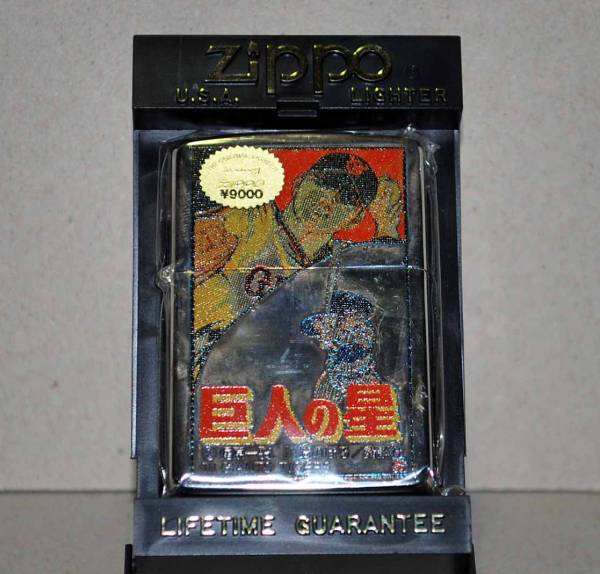 zippo
U.S.A. LIGHTER
¥9000
巨人の星
LIFETIME GUARANTEE